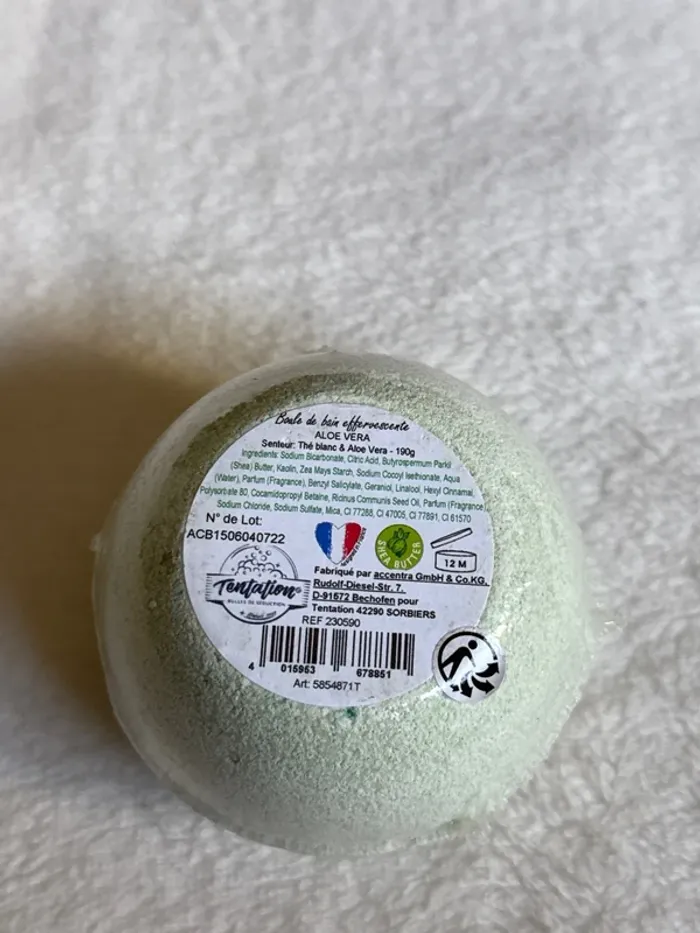 Boule de bain effervescente
ALOE VERA
Senteur: Thé blanc & Aloe Vera - 190g
Ingredients: Sodium Bicarbonate, Citric Acid, Butyrospermum Parkii
(Shea) Butter, Kaolin, Zea Mays Starch, Sodium Cocoyl Isethionate, Aqua
(Water), Parfum (Fragrance), Benzyl Salicylate, Geraniol, Linalool, Hexyl Cinnamal,
Polysorbate 80, Cocamidopropyl Betaine, Ricinus Communis Seed Oil, Parfum (Fragrance)
Sodium Chloride, Sodium Sulfate, Mica, CI 77288, CI 47005, CI 77891, CI 61570
N° de Lot:
ACB1506040722
SHEA BUTTER
12 M
Tentation
BULLES DE SÉDUCTION
Fabriqué par accentra GmbH & Co.KG,
Rudolf-Diesel-Str. 7,
D-91572 Bechofen pour
Tentation 42290 SORBIERS
REF 230590
4 015953 678851
Art: 5854871T